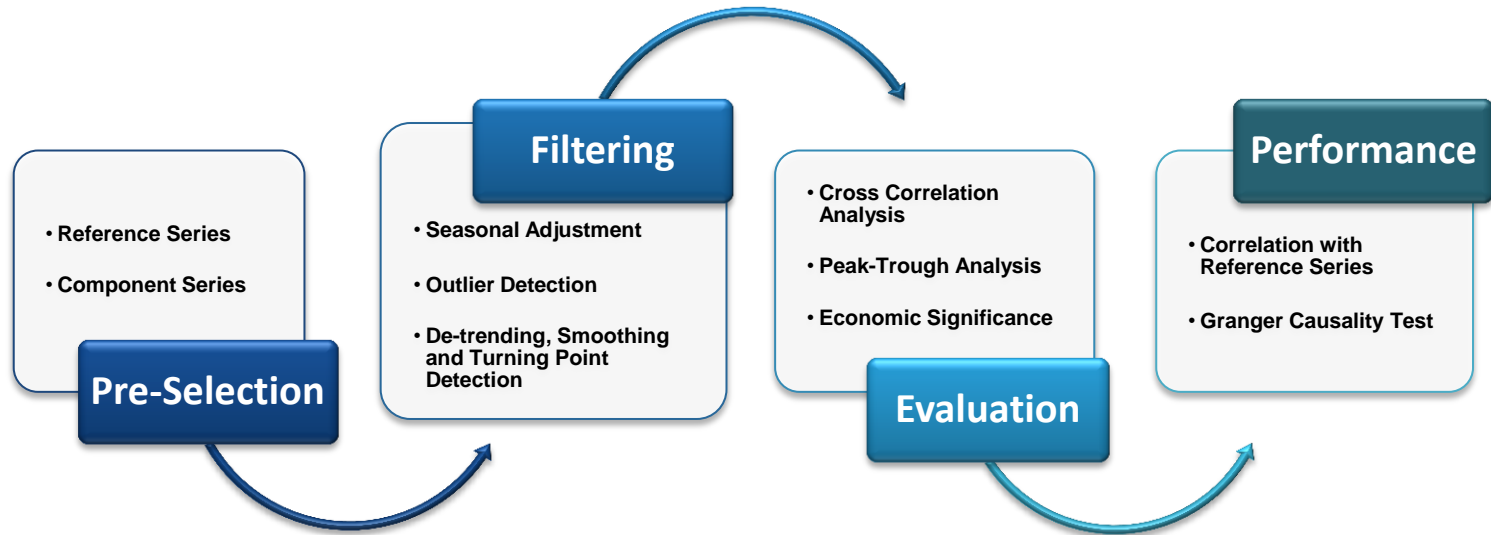 • Reference Series
• Component Series
Pre-Selection
Filtering
• Seasonal Adjustment
• Outlier Detection
• De-trending, Smoothing
and Turning Point
Detection
• Cross Correlation
Analysis
• Peak-Trough Analysis
• Economic Significance
Evaluation
Performance
• Correlation with
Reference Series
• Granger Causality Test